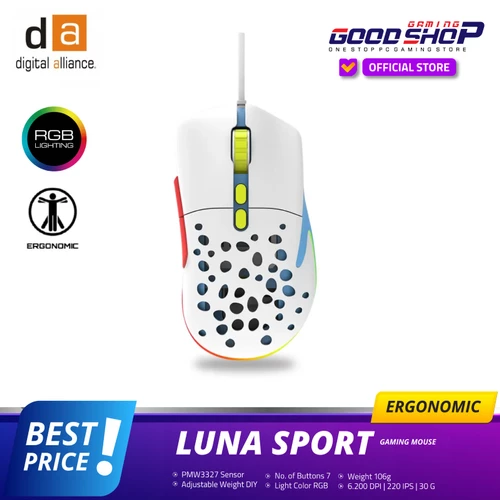 da
digital alliance.
GAMING
GOOD SHOP
ONE STOP PC GAMING STORE
OFFICIAL STORE
RGB
LIGHTING
ERGONOMIC
ERGONOMIC
BEST
PRICE!
LUNA SPORT GAMING MOUSE
• PMW3327 Sensor • No. of Buttons 7 • Weight 106g
• Adjustable Weight DIY • Light Color RGB • 6.200 DPI | 220 IPS | 30 G